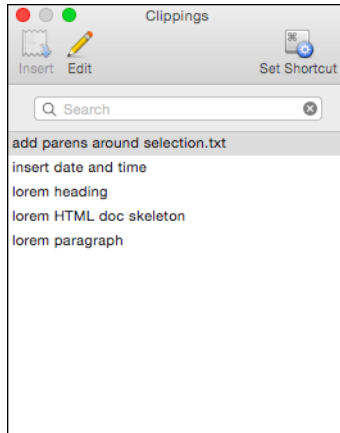 Clippings
Insert Edit Set Shortcut
Search
add parens around selection.txt
insert date and time
lorem heading
lorem HTML doc skeleton
lorem paragraph